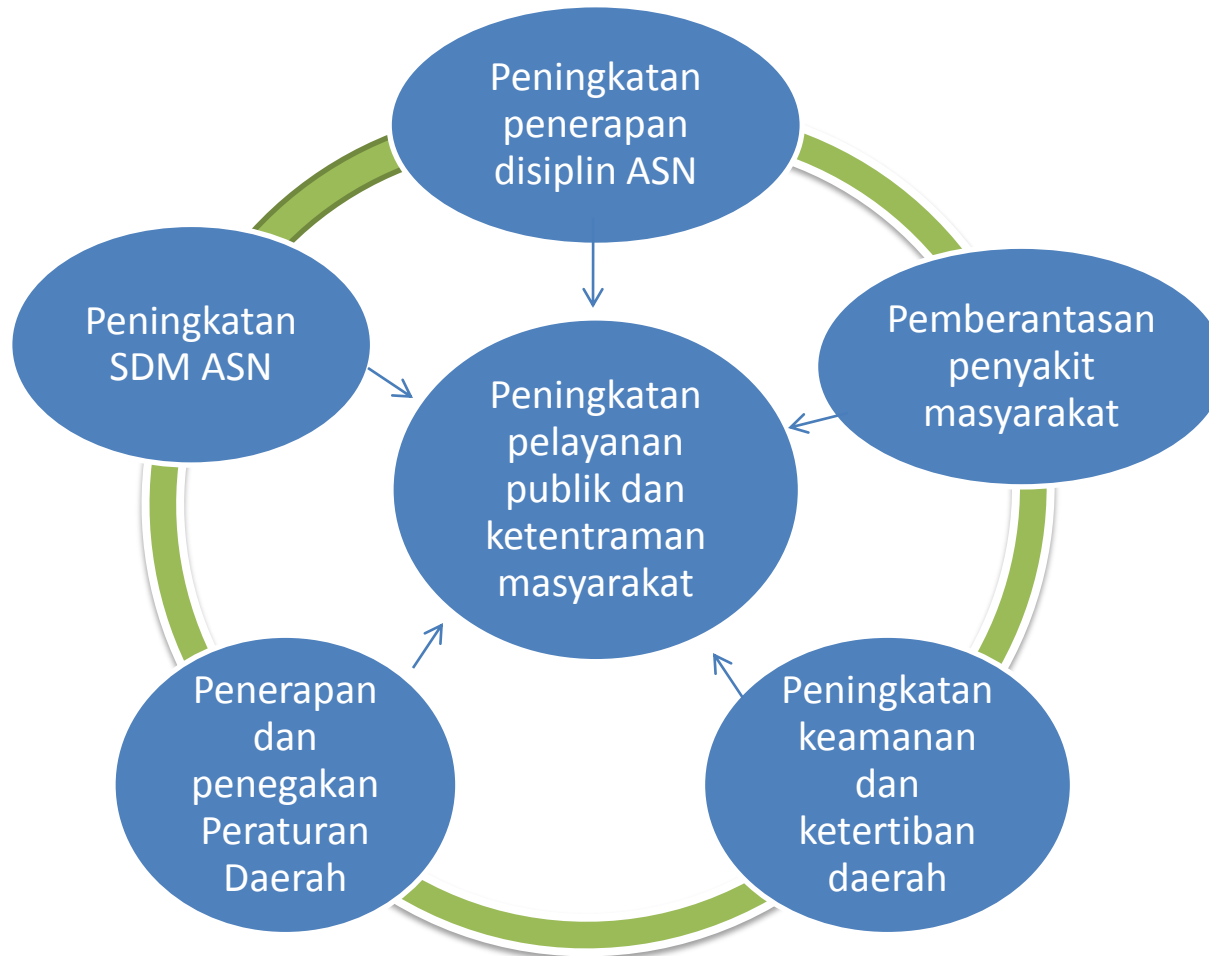 Peningkatan
penerapan
disiplin ASN
Peningkatan
SDM ASN
Pemberantasan
penyakit
masyarakat
Peningkatan
pelayanan
publik dan
ketentraman
masyarakat
Penerapan
dan
penegakan
Peraturan
Daerah
Peningkatan
keamanan
dan
ketertiban
daerah